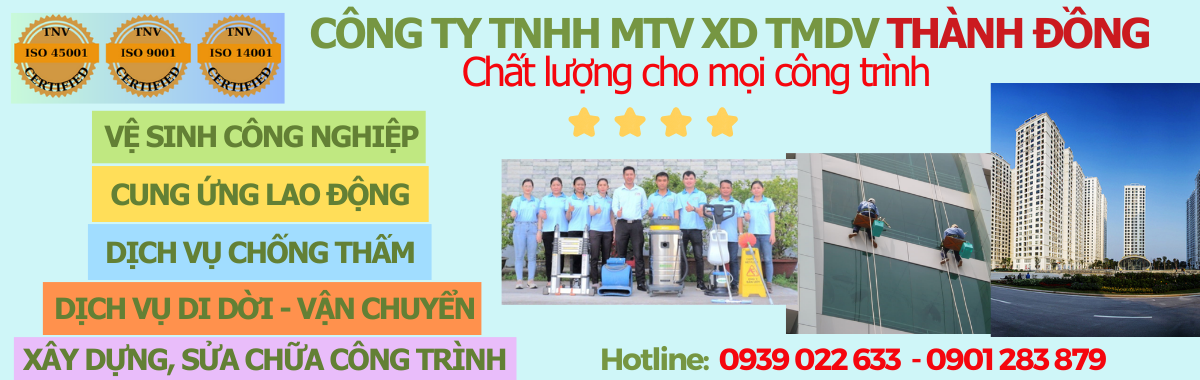 TNV
ISO 45001
CERTIFIED
TNV
ISO 9001
CERTIFIED
TNV
ISO 14001
CERTIFIED
CÔNG TY TNHH MTV XD TMDV THÀNH ĐỒNG
Chất lượng cho mọi công trình
VỆ SINH CÔNG NGHIỆP
CUNG ỨNG LAO ĐỘNG
DỊCH VỤ CHỐNG THẤM
DỊCH VỤ DI DỜI - VẬN CHUYỂN
XÂY DỰNG, SỬA CHỮA CÔNG TRÌNH
Hotline: 0939 022 633 - 0901 283 879